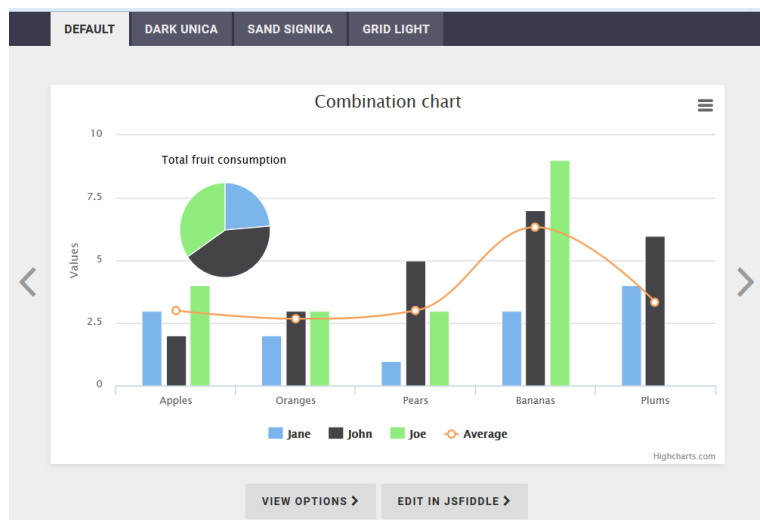 DEFAULT DARK UNICA SAND SIGNIKA GRID LIGHT
Combination chart
Total fruit consumption
Values
10
7.5
5
2.5
0
Apples Oranges Pears Bananas Plums
Jane John Joe Average
Highcharts.com
VIEW OPTIONS EDIT IN JSFIDDLE